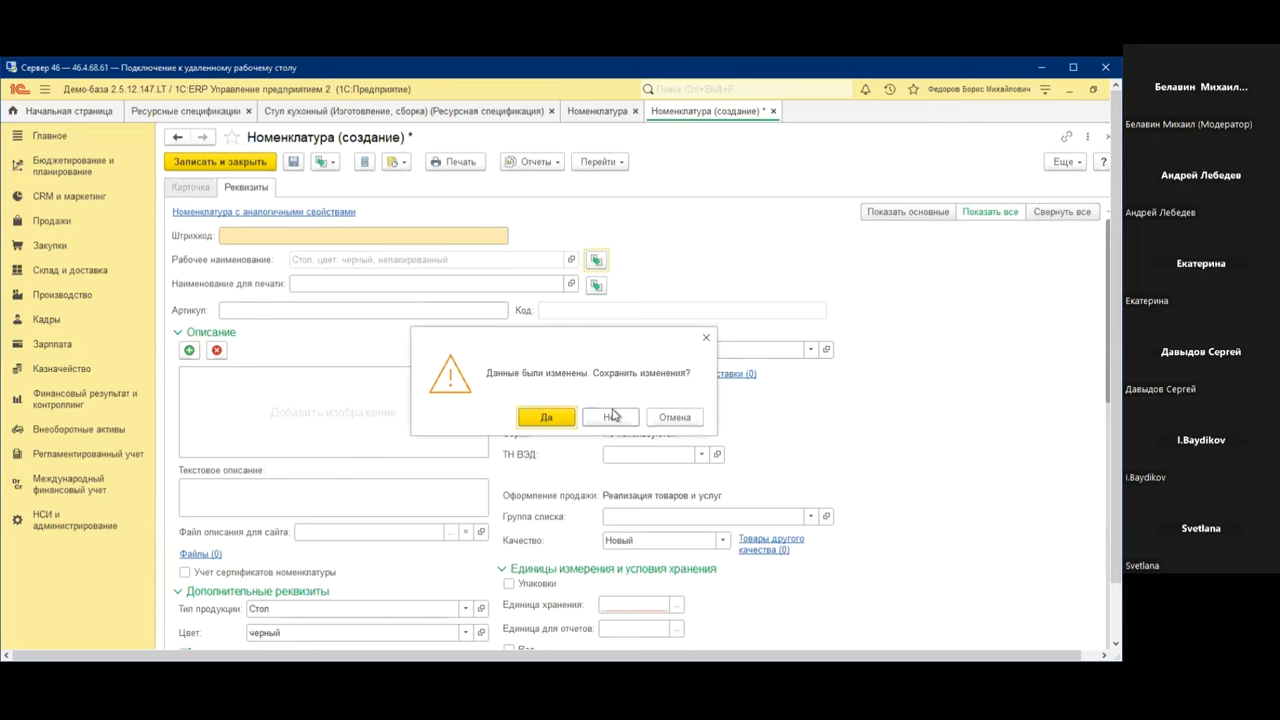 Сервер 46 — 46.4.68.61 — Подключение к удаленному рабочему столу
1С Демо-база 2.5.12.147.LT / 1С:ERP Управление предприятием 2 (1С:Предприятие)
Поиск Ctrl+Shift+F
Федоров Борис Михайлович
Начальная страница
Ресурсные спецификации
Стул кухонный (Изготовление, сборка) (Ресурсная спецификация)
Номенклатура
Номенклатура (создание) *
Главное
Бюджетирование и
планирование
CRM и маркетинг
Продажи
Закупки
Склад и доставка
Производство
Кадры
Зарплата
Казначейство
Финансовый результат и
контроллинг
Внеоборотные активы
Регламентированный учет
Международный
финансовый учет
НСИ и
администрирование
Номенклатура (создание) *
Записать и закрыть
Печать
Отчеты
Перейти
Еще
?
Карточка
Реквизиты
Номенклатура с аналогичными свойствами
Показать основные
Показать все
Свернуть все
Штрихкод:
Рабочее наименование: Стол, цвет: черный, непакированный
Наименование для печати:
Артикул:
Код:
Описание
Добавить изображение
ставки (0)
Данные были изменены. Сохранить изменения?
Да
Отмена
ТН ВЭД:
Текстовое описание:
Оформление продажи: Реализация товаров и услуг
Группа списка:
Файл описания для сайта:
Качество: Новый
Товары другого
качества (0)
Файлы (0)
Учет сертификатов номенклатуры
Единицы измерения и условия хранения
Упаковки
Дополнительные реквизиты
Единица хранения:
Тип продукции: Стол
Единица для отчетов:
Цвет: черный
Белавин Михаил...
Белавин Михаил (Модератор)
Андрей Лебедев
Андрей Лебедев
Екатерина
Екатерина
Давыдов Сергей
Давыдов Сергей
I.Baydikov
I.Baydikov
Svetlana
Svetlana